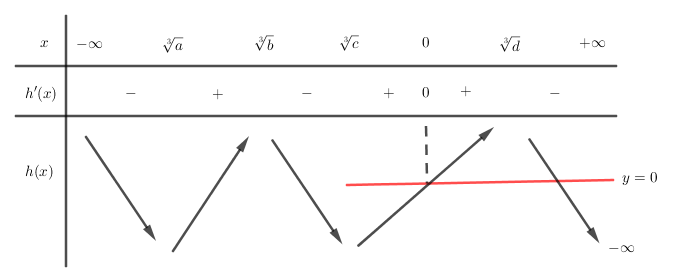 x −∞ ∛a ∛b ∛c 0 ∛d +∞
h′(x) − + − + 0 + −
h(x) y = 0
−∞